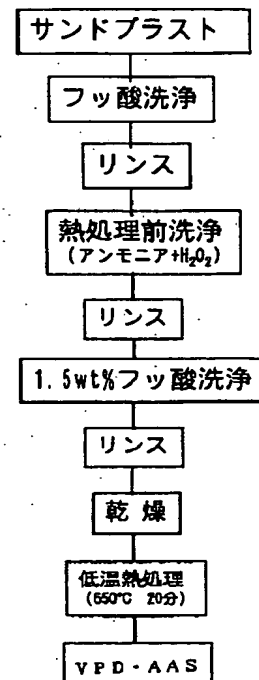 サンドブラスト
フッ酸洗浄
リンス
熱処理前洗浄
(アンモニア+H₂O₂)
リンス
1.5wt%フッ酸洗浄
リンス
乾 燥
低温熱処理
(650℃ 20分)
VPD・AAS